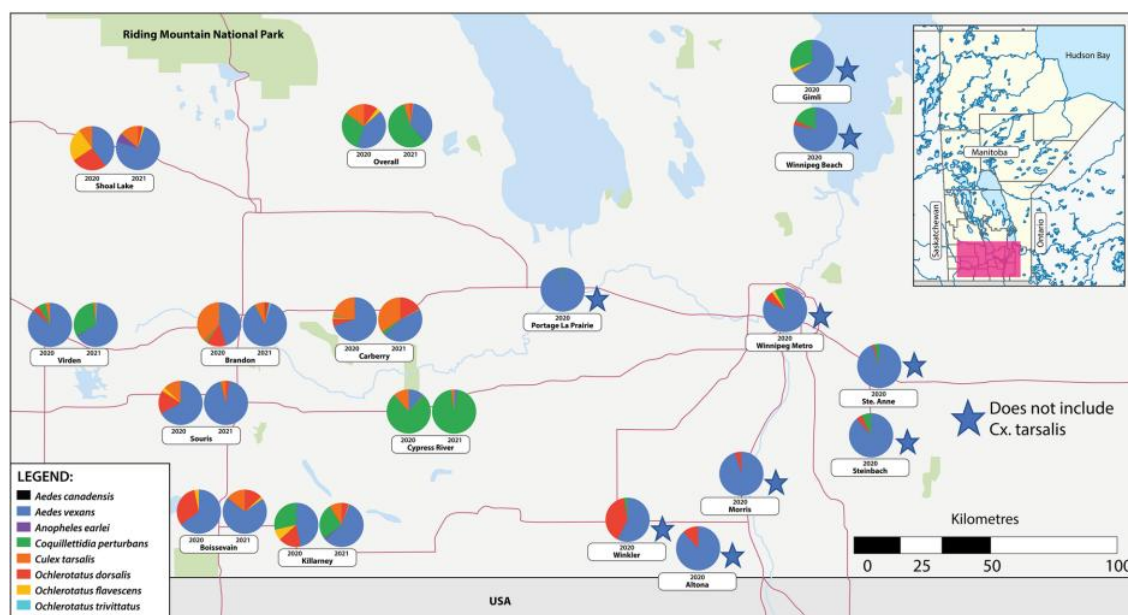 Riding Mountain National Park
2020 2021
Shoal Lake
2020 2021
Overall
2020
Gimli
2020
Winnipeg Beach
Hudson Bay
Manitoba
Saskatchewan
Ontario
2020
Portage La Prairie
2020
Winnipeg Metro
2020 2021
Virden
2020 2021
Brandon
2020 2021
Carberry
2020
Ste. Anne
Does not include
Cx. tarsalis
2020 2021
Souris
2020 2021
Cypress River
2020
Steinbach
2020
Morris
2020 2021
Boissevain
2020 2021
Killarney
2020
Winkler
2020
Altona
LEGEND:
Aedes canadensis
Aedes vexans
Anopheles earlei
Coquillettidia perturbans
Culex tarsalis
Ochlerotatus dorsalis
Ochlerotatus flavescens
Ochlerotatus trivittatus
Kilometres
0 25 50 100
USA